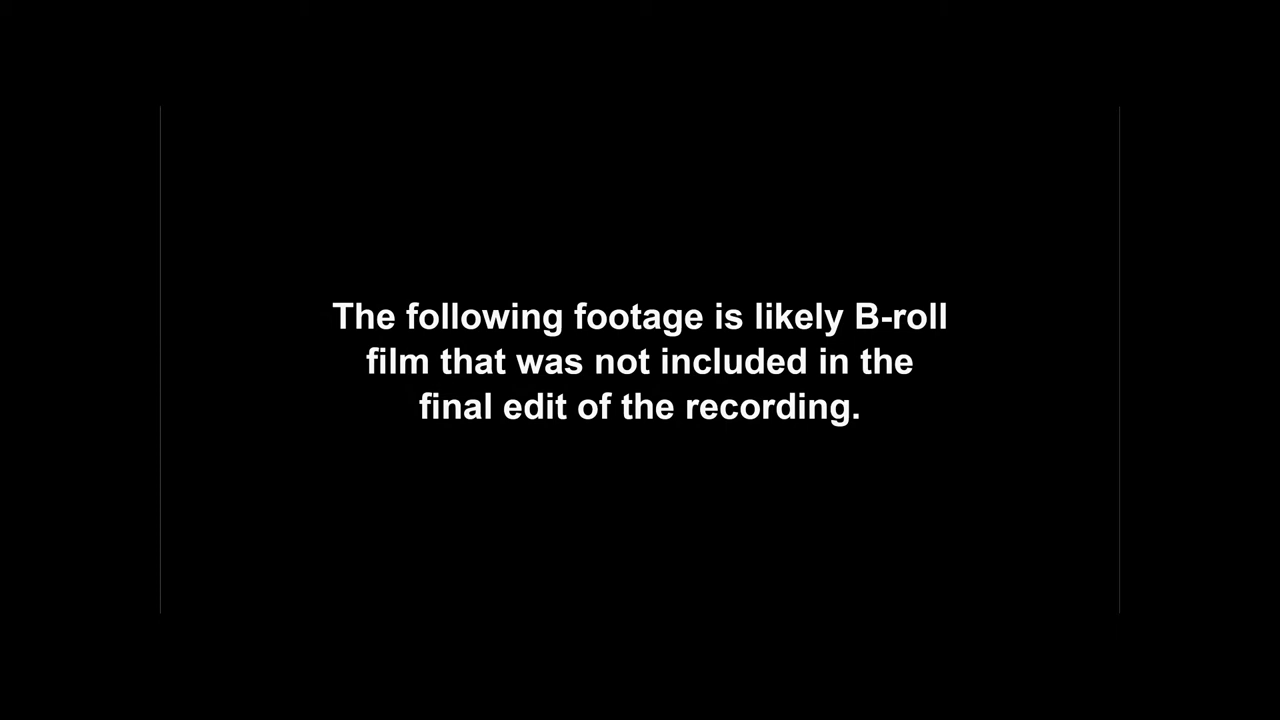 The following footage is likely B-roll
film that was not included in the
final edit of the recording.